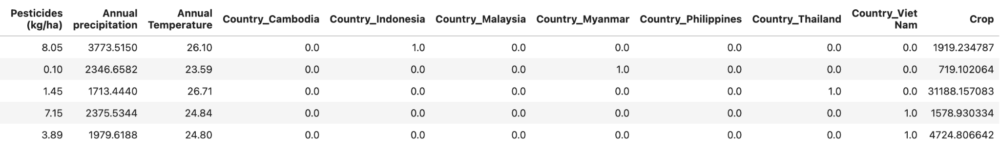 Pesticides (kg/ha) Annual precipitation Annual Temperature Country_Cambodia Country_Indonesia Country_Malaysia Country_Myanmar Country_Philippines Country_Thailand Country_Viet Nam Crop
8.05 3773.5150 26.10 0.0 1.0 0.0 0.0 0.0 0.0 0.0 1919.234787
0.10 2346.6582 23.59 0.0 0.0 0.0 1.0 0.0 0.0 0.0 719.102064
1.45 1713.4440 26.71 0.0 0.0 0.0 0.0 0.0 1.0 0.0 31188.157083
7.15 2375.5344 24.84 0.0 0.0 0.0 0.0 0.0 0.0 1.0 1578.930334
3.89 1979.6188 24.80 0.0 0.0 0.0 0.0 0.0 0.0 1.0 4724.806642